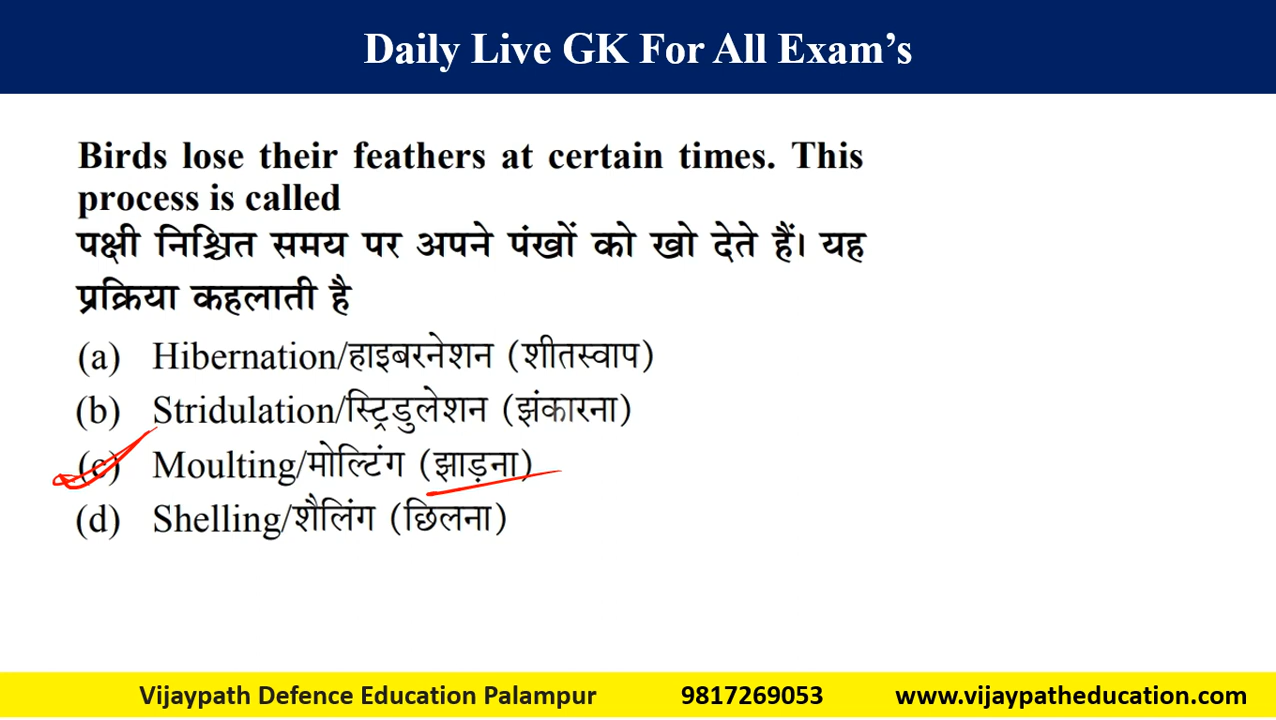 Daily Live GK For All Exam's
Birds lose their feathers at certain times. This
process is called
पक्षी निश्चित समय पर अपने पंखों को खो देते हैं। यह
प्रक्रिया कहलाती है
(a) Hibernation/हाइबरनेशन (शीतस्वाप)
(b) Stridulation/स्ट्रिडुलेशन (झंकारना)
(c) Moulting/मोल्टिंग (झाड़ना)
(d) Shelling/शैलिंग (छिलना)
Vijaypath Defence Education Palampur 9817269053 www.vijaypatheducation.com